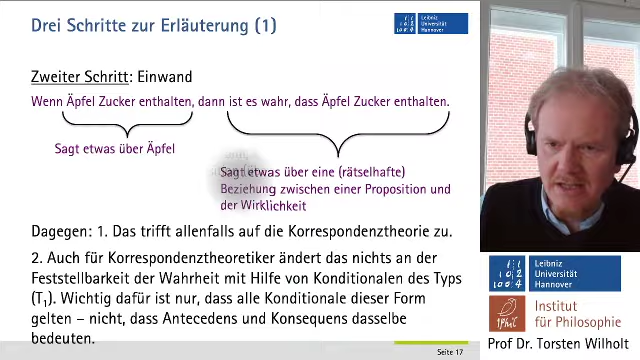 Drei Schritte zur Erläuterung (1)
Leibniz
Universität
Hannover
Zweiter Schritt: Einwand
Wenn Äpfel Zucker enthalten, dann ist es wahr, dass Äpfel Zucker enthalten.
Sagt etwas über Äpfel
Sagt etwas über eine (rätselhafte)
Beziehung zwischen einer Proposition und
der Wirklichkeit
Dagegen: 1. Das trifft allenfalls auf die Korrespondenztheorie zu.
2. Auch für Korrespondenztheoretiker ändert das nichts an der
Feststellbarkeit der Wahrheit mit Hilfe von Konditionalen des Typs
(T1). Wichtig dafür ist nur, dass alle Konditionale dieser Form
gelten – nicht, dass Antecedens und Konsequens dasselbe
bedeuten.
Seite 17
Leibniz
Universität
Hannover
Institut
für Philosophie
Prof Dr. Torsten Wilholt